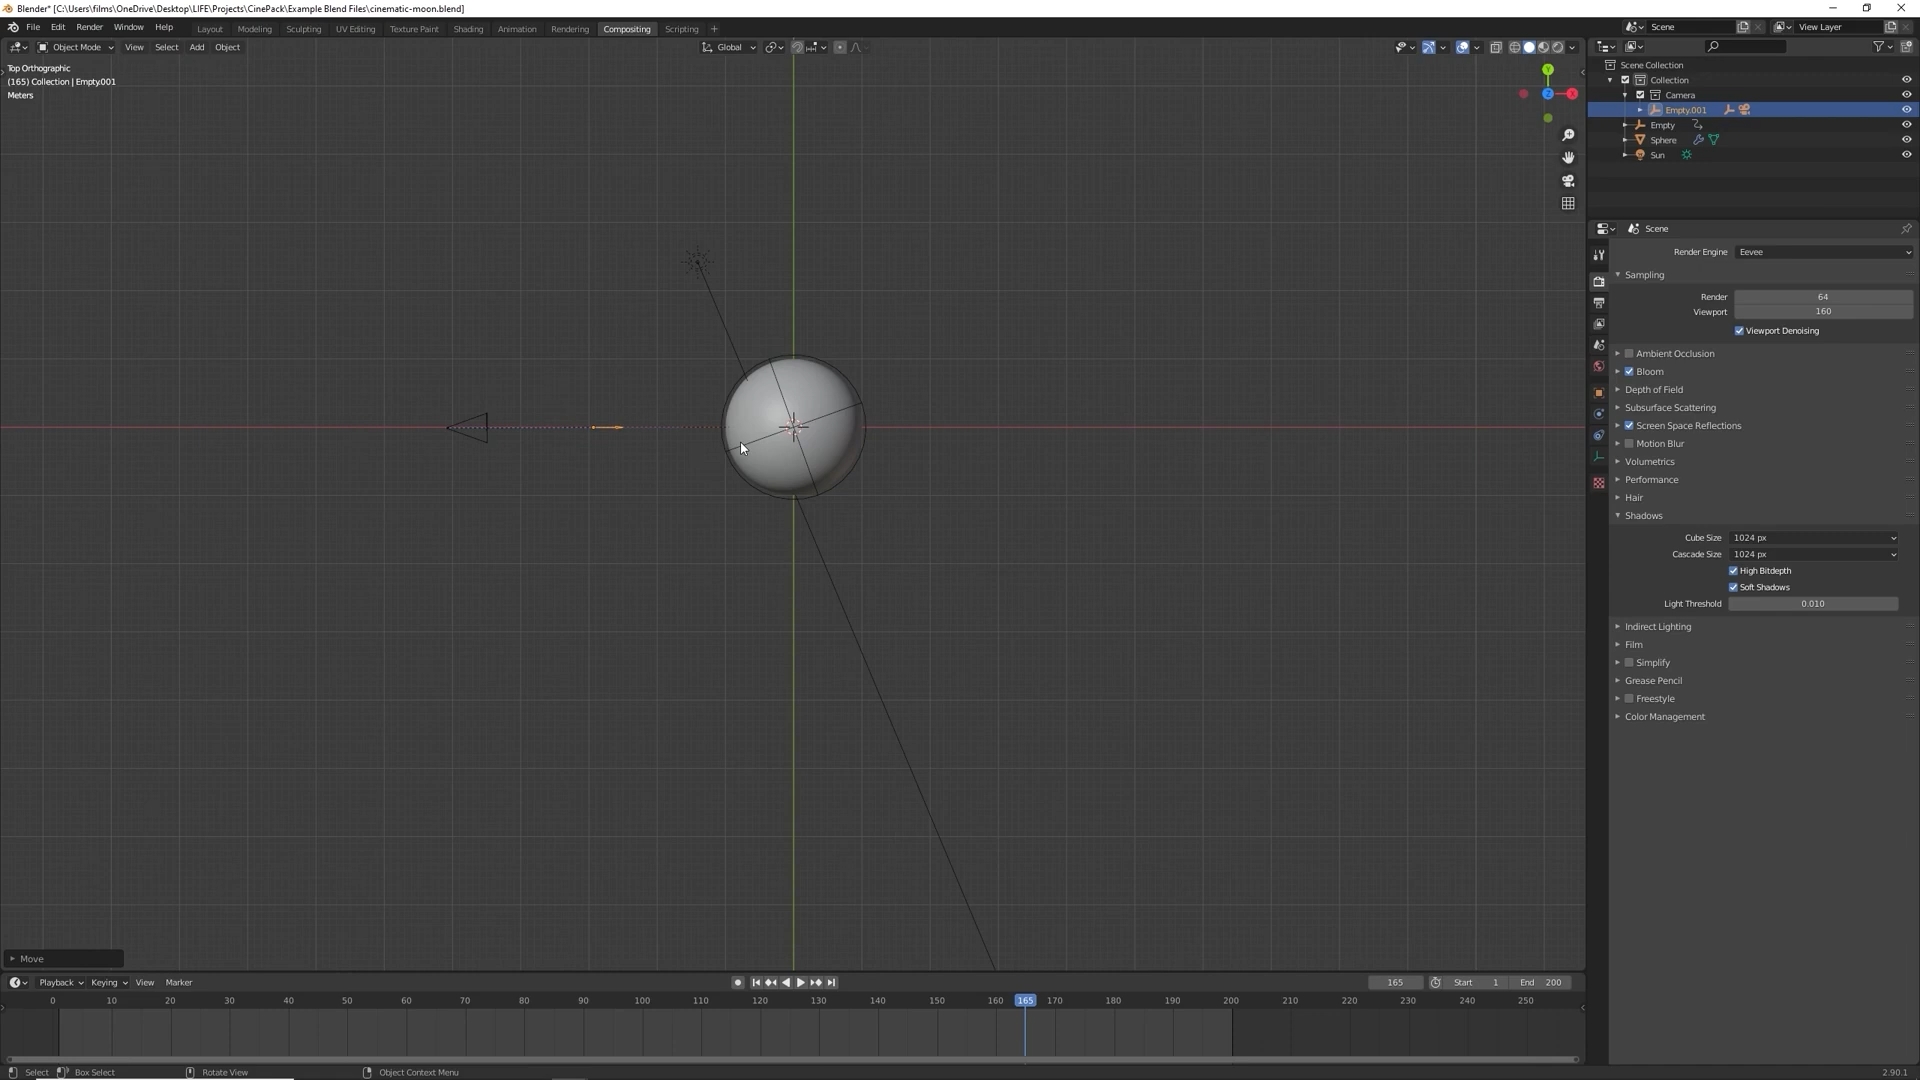 Blender* [C:\Users\films\OneDrive\Desktop\LIFE\Projects\CinePack\Example Blend Files\cinematic-moon.blend]
File Edit Render Window Help Layout Modeling Sculpting UV Editing Texture Paint Shading Animation Rendering Compositing Scripting + Scene View Layer
Object Mode View Select Add Object Global
Top Orthographic
(165) Collection | Empty.001
Meters
Y
Z
X
Scene Collection
Collection
Camera
Empty.001
Empty
Sphere
Sun
Scene
Render Engine Eevee
Sampling
Render 64
Viewport 160
Viewport Denoising
Ambient Occlusion
Bloom
Depth of Field
Subsurface Scattering
Screen Space Reflections
Motion Blur
Volumetrics
Performance
Hair
Shadows
Cube Size 1024 px
Cascade Size 1024 px
High Bitdepth
Soft Shadows
Light Threshold 0.010
Indirect Lighting
Film
Simplify
Grease Pencil
Freestyle
Color Management
Move
Playback Keying View Marker 165 Start 1 End 200
0 10 20 30 40 50 60 70 80 90 100 110 120 130 140 150 160 165 170 180 190 200 210 220 230 240 250
Select Box Select Rotate View Object Context Menu 2.90.1